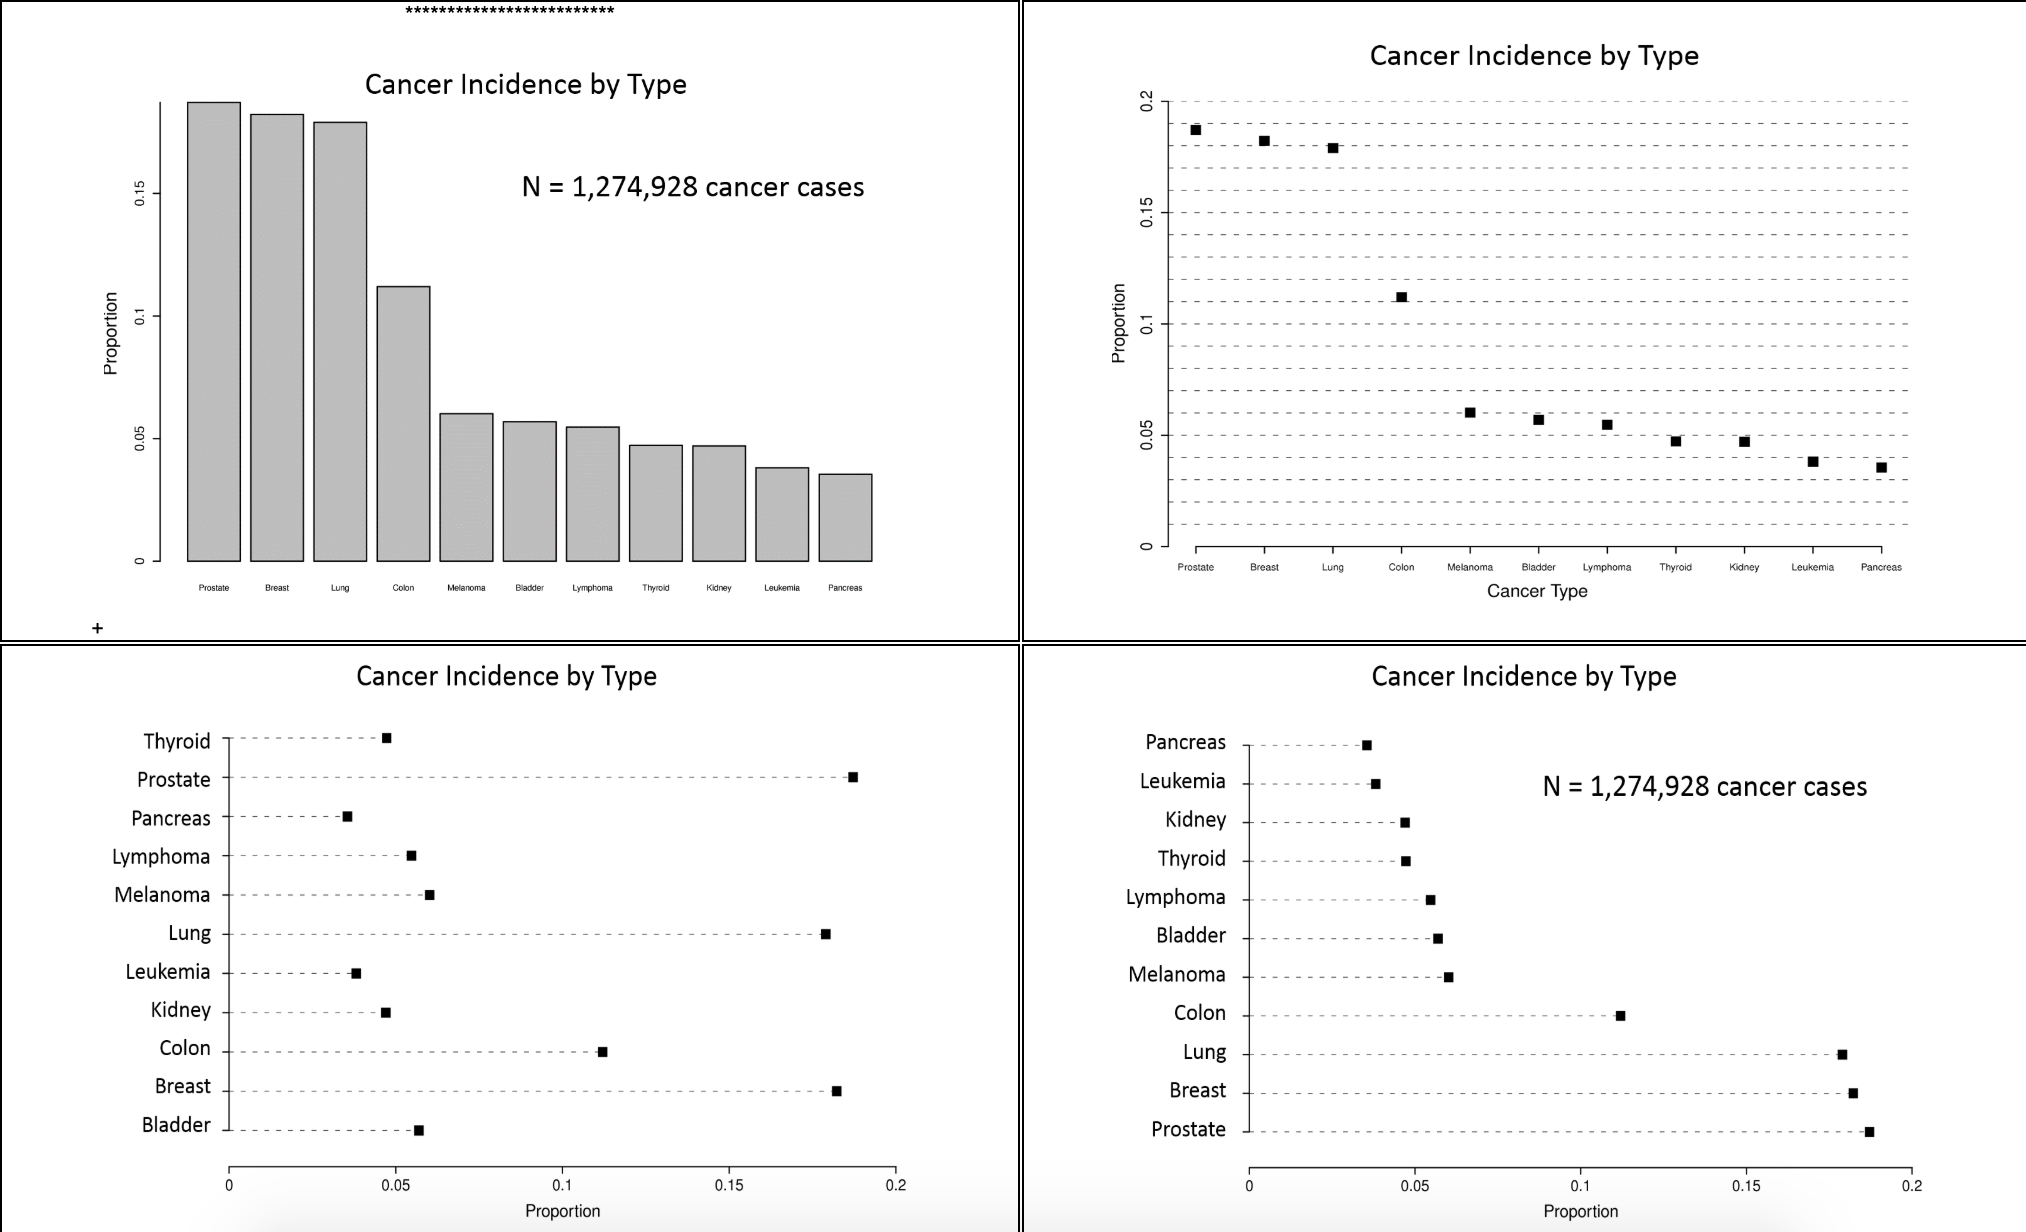 *************************
Cancer Incidence by Type
N = 1,274,928 cancer cases
Proportion
0.15
0.1
0.05
0
Prostate Breast Lung Colon Melanoma Bladder Lymphoma Thyroid Kidney Leukemia Pancreas
+
Cancer Incidence by Type
Proportion
0.2
0.15
0.1
0.05
0
Prostate Breast Lung Colon Melanoma Bladder Lymphoma Thyroid Kidney Leukemia Pancreas
Cancer Type
Cancer Incidence by Type
Thyroid
Prostate
Pancreas
Lymphoma
Melanoma
Lung
Leukemia
Kidney
Colon
Breast
Bladder
0 0.05 0.1 0.15 0.2
Proportion
Cancer Incidence by Type
N = 1,274,928 cancer cases
Pancreas
Leukemia
Kidney
Thyroid
Lymphoma
Bladder
Melanoma
Colon
Lung
Breast
Prostate
0 0.05 0.1 0.15 0.2
Proportion